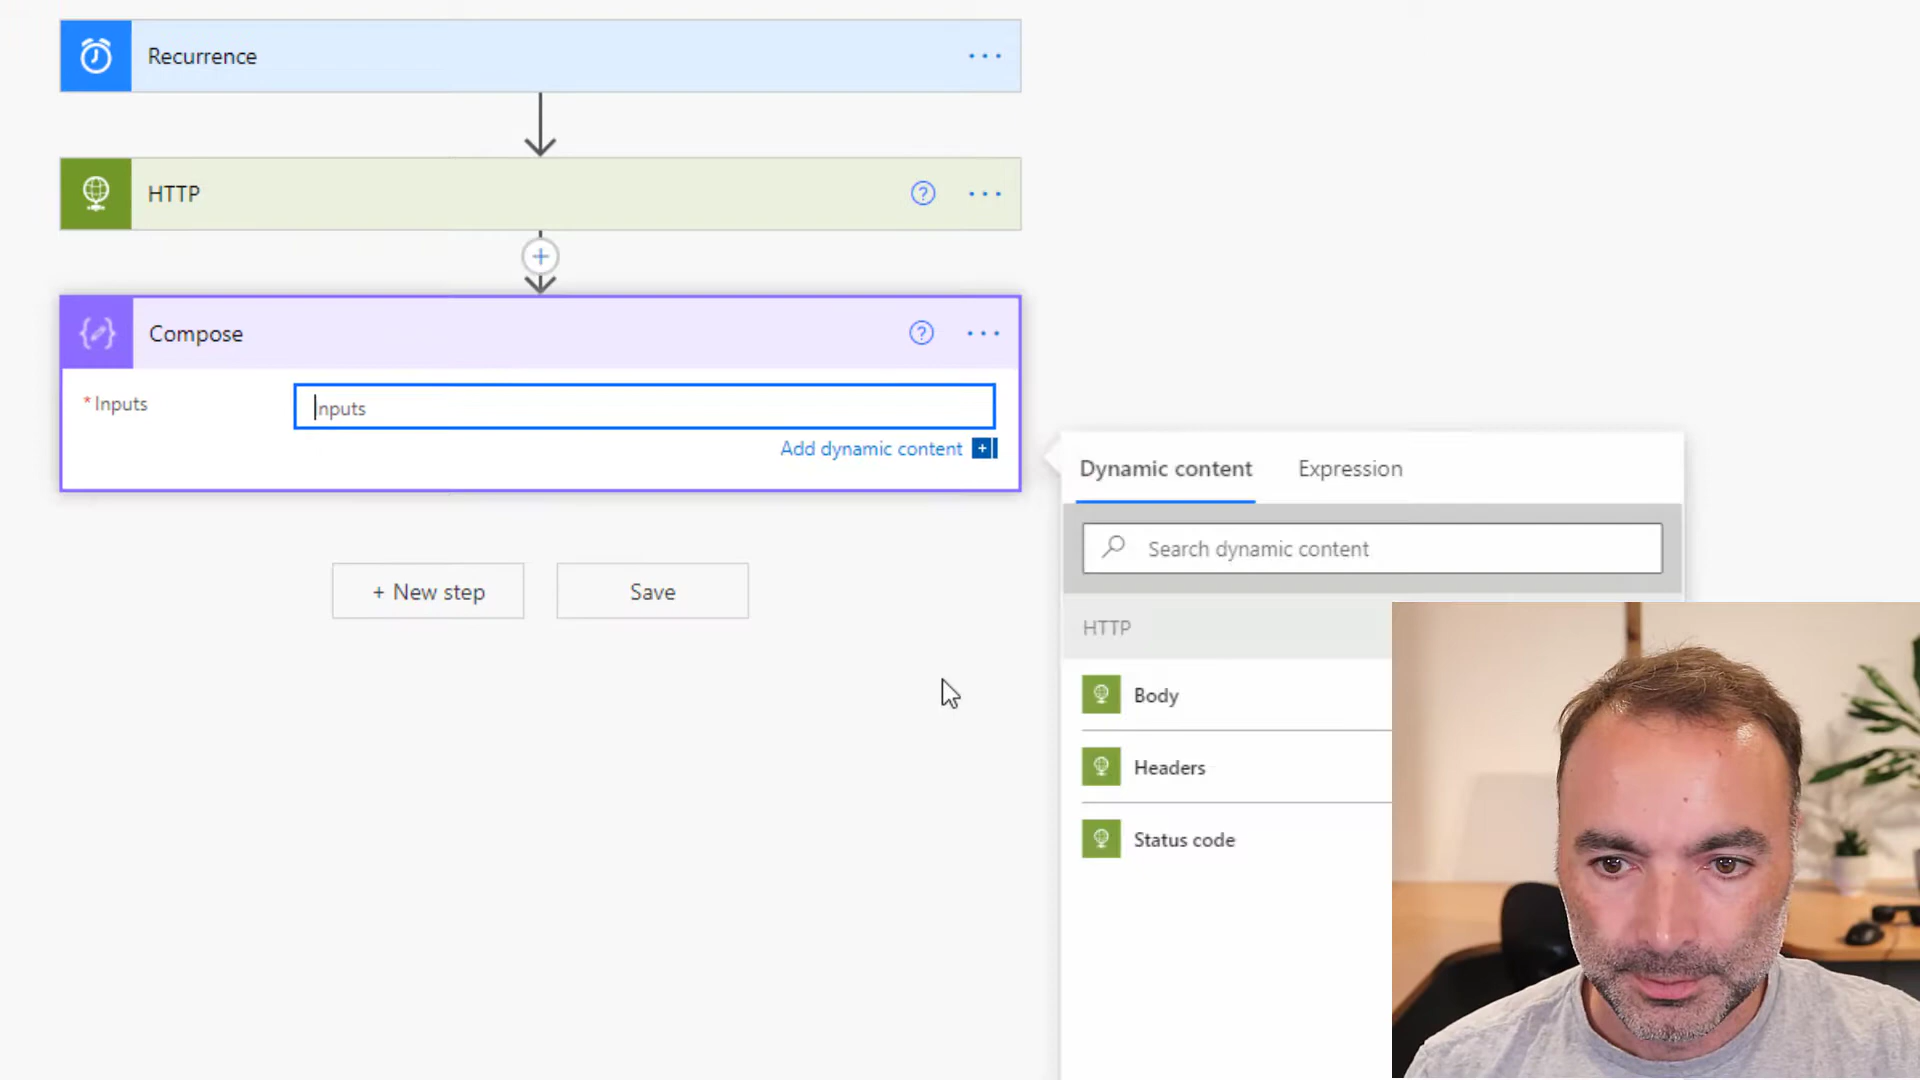 Recurrence
HTTP
Compose
* Inputs
Inputs
Add dynamic content
Dynamic content
Expression
Search dynamic content
HTTP
Body
Headers
Status code
+ New step
Save